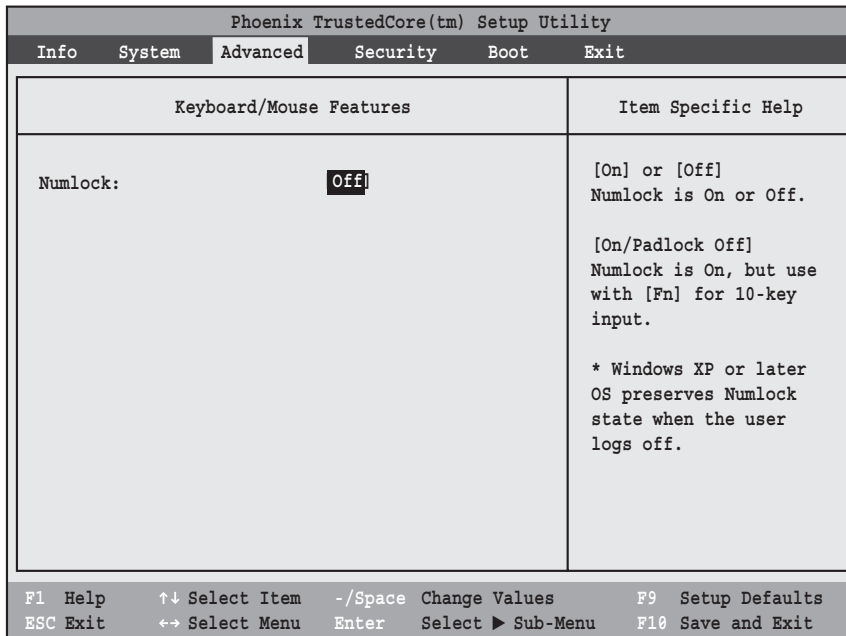 Phoenix TrustedCore(tm) Setup Utility
Info System Advanced Security Boot Exit
Keyboard/Mouse Features
Item Specific Help
Numlock: Off]
[On] or [Off]
Numlock is On or Off.
[On/Padlock Off]
Numlock is On, but use
with [Fn] for 10-key
input.
* Windows XP or later
OS preserves Numlock
state when the user
logs off.
F1 Help ↑↓ Select Item -/Space Change Values F9 Setup Defaults
ESC Exit ←→ Select Menu Enter Select ▶ Sub-Menu F10 Save and Exit